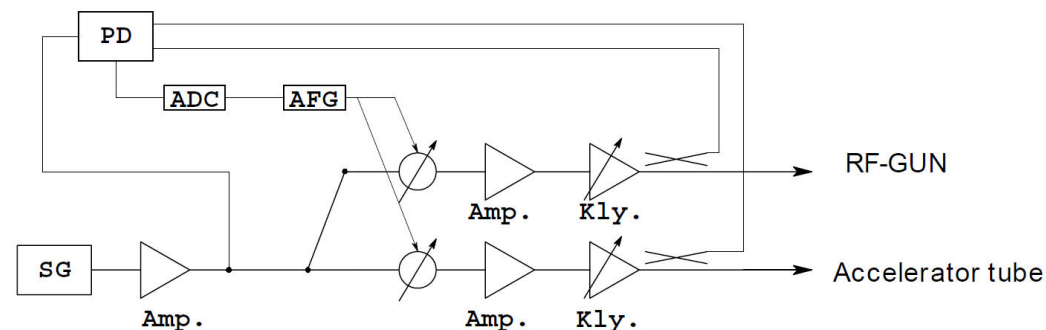 PD
ADC
AFG
RF-GUN
Amp.
Kly.
SG
Accelerator tube
Amp.
Amp.
Kly.